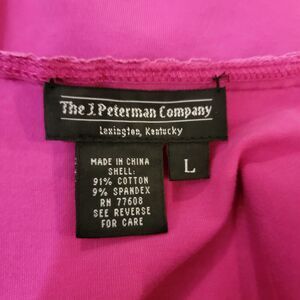 The J. Peterman Company
Lexington, Kentucky
MADE IN CHINA
SHELL:
91% COTTON
9% SPANDEX
RN 77608
SEE REVERSE
FOR CARE
L